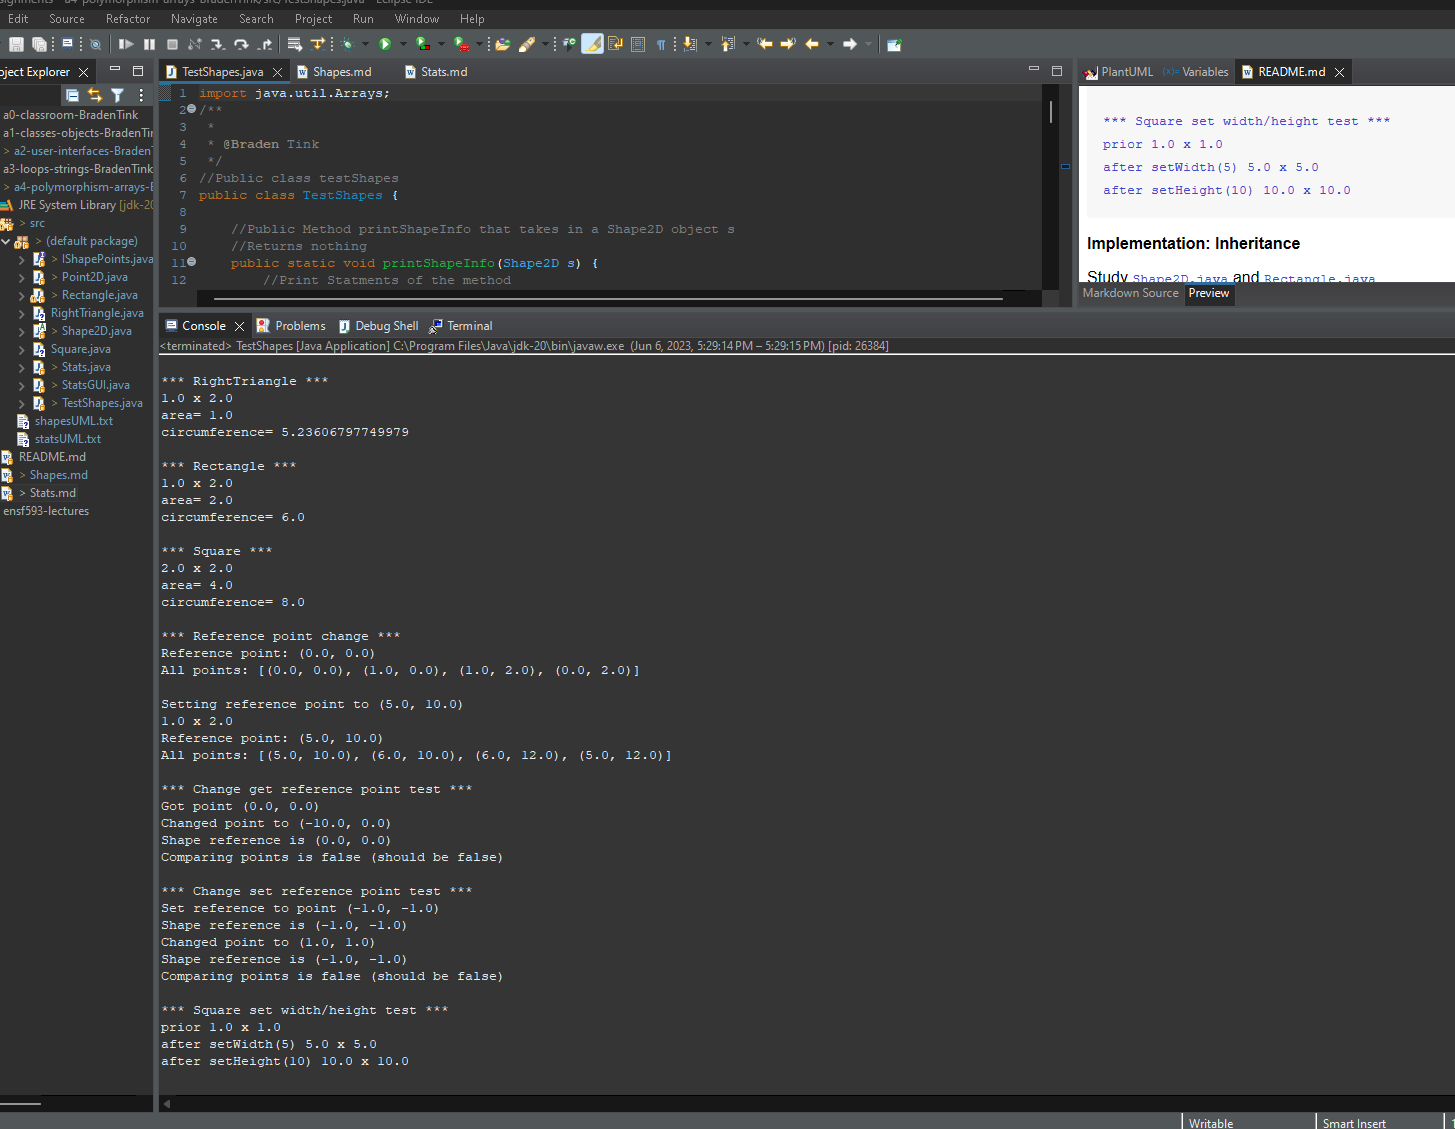 Edit Source Refactor Navigate Search Project Run Window Help
oject Explorer
TestShapes.java Shapes.md Stats.md
PlantUML (x)= Variables README.md
a0-classroom-BradenTink
a1-classes-objects-BradenTin
> a2-user-interfaces-Braden
a3-loops-strings-BradenTink
> a4-polymorphism-arrays-B
JRE System Library [jdk-20
> src
> (default package)
> IShapePoints.java
> Point2D.java
> Rectangle.java
RightTriangle.java
> Shape2D.java
Square.java
> Stats.java
> StatsGUI.java
> TestShapes.java
shapesUML.txt
statsUML.txt
README.md
> Shapes.md
> Stats.md
ensf593-lectures
1 import java.util.Arrays;
2 /**
3 *
4 * @Braden Tink
5 */
6 //Public class testShapes
7 public class TestShapes {
8
9 //Public Method printShapeInfo that takes in a Shape2D object s
10 //Returns nothing
11 public static void printShapeInfo(Shape2D s) {
12 //Print Statments of the method
*** Square set width/height test ***
prior 1.0 x 1.0
after setWidth(5) 5.0 x 5.0
after setHeight(10) 10.0 x 10.0
Implementation: Inheritance
Study Shape2D.java and Rectangle.java
Markdown Source Preview
Console Problems Debug Shell Terminal
<terminated> TestShapes [Java Application] C:\Program Files\Java\jdk-20\bin\javaw.exe (Jun 6, 2023, 5:29:14 PM – 5:29:15 PM) [pid: 26384]
*** RightTriangle ***
1.0 x 2.0
area= 1.0
circumference= 5.23606797749979
*** Rectangle ***
1.0 x 2.0
area= 2.0
circumference= 6.0
*** Square ***
2.0 x 2.0
area= 4.0
circumference= 8.0
*** Reference point change ***
Reference point: (0.0, 0.0)
All points: [(0.0, 0.0), (1.0, 0.0), (1.0, 2.0), (0.0, 2.0)]
Setting reference point to (5.0, 10.0)
1.0 x 2.0
Reference point: (5.0, 10.0)
All points: [(5.0, 10.0), (6.0, 10.0), (6.0, 12.0), (5.0, 12.0)]
*** Change get reference point test ***
Got point (0.0, 0.0)
Changed point to (-10.0, 0.0)
Shape reference is (0.0, 0.0)
Comparing points is false (should be false)
*** Change set reference point test ***
Set reference to point (-1.0, -1.0)
Shape reference is (-1.0, -1.0)
Changed point to (1.0, 1.0)
Shape reference is (-1.0, -1.0)
Comparing points is false (should be false)
*** Square set width/height test ***
prior 1.0 x 1.0
after setWidth(5) 5.0 x 5.0
after setHeight(10) 10.0 x 10.0
Writable Smart Insert